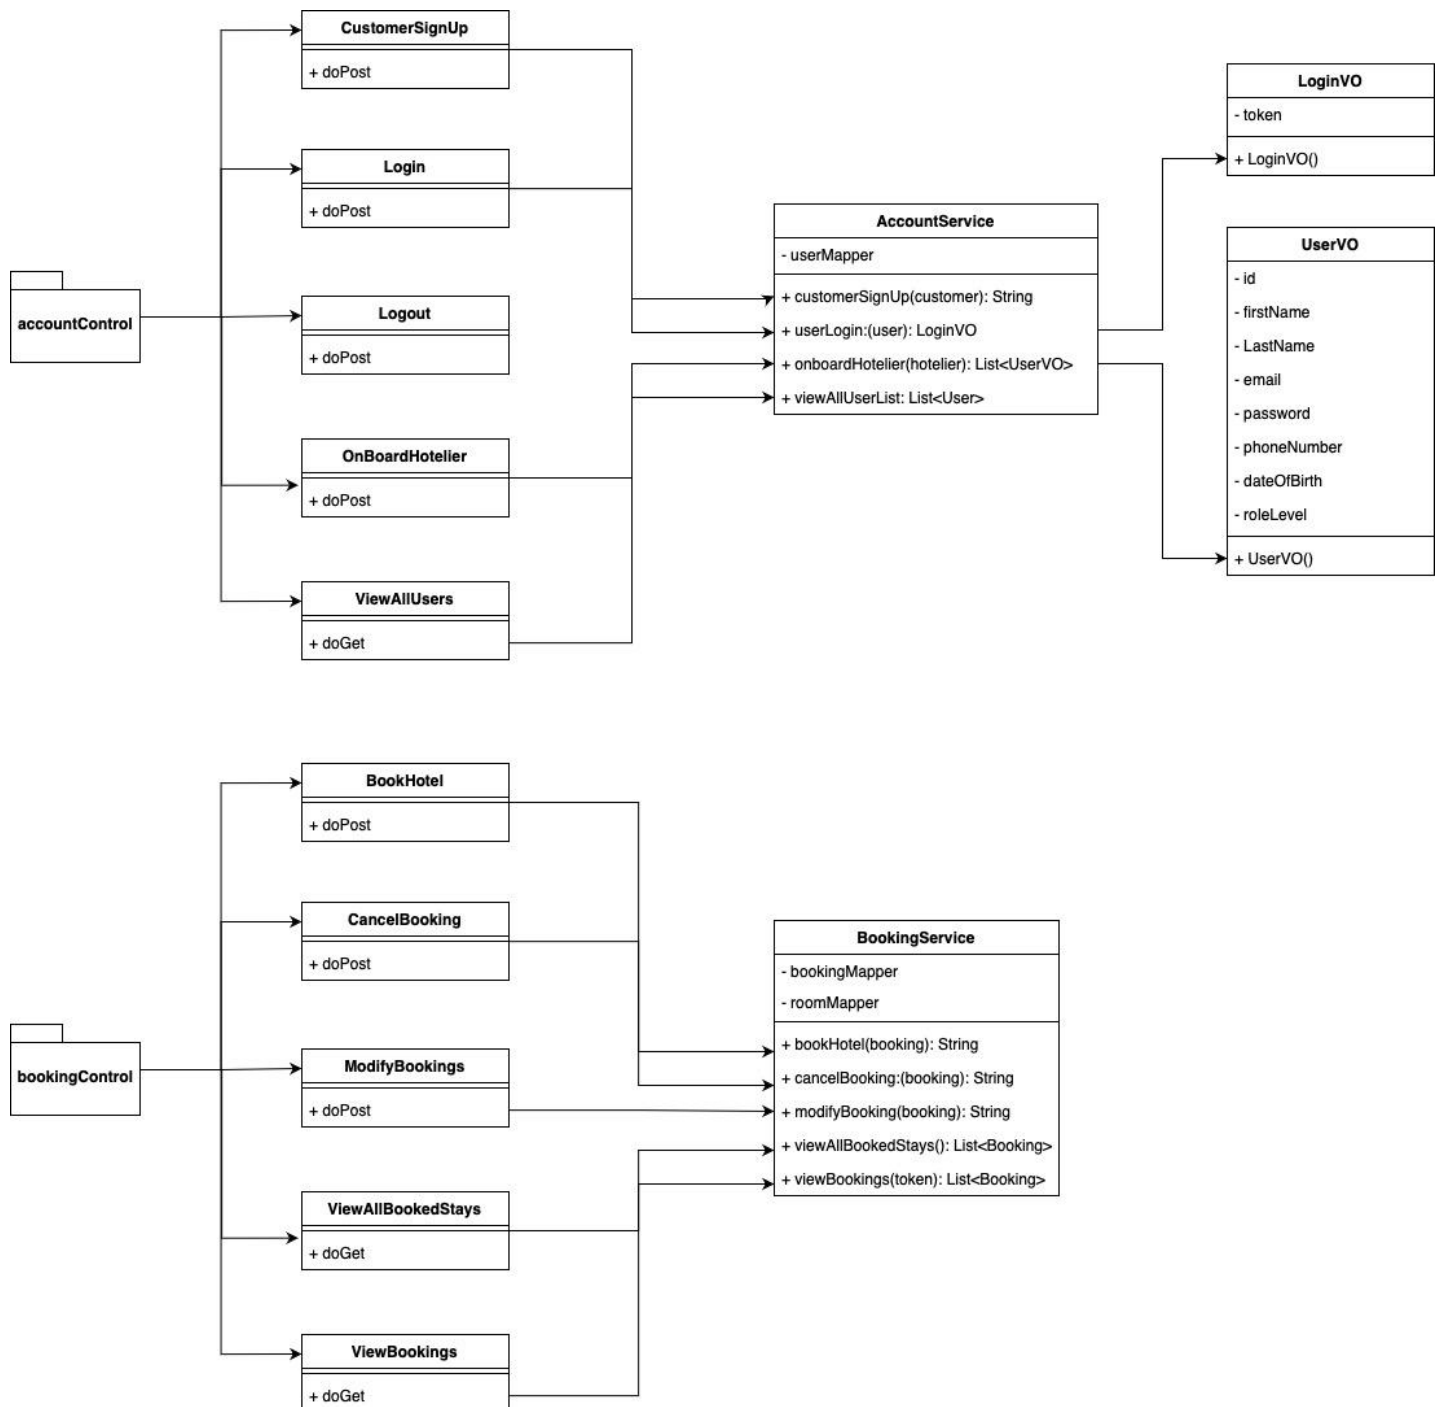 CustomerSignUp
+ doPost
Login
+ doPost
accountControl
Logout
+ doPost
OnBoardHotelier
+ doPost
ViewAllUsers
+ doGet
AccountService
- userMapper
+ customerSignUp(customer): String
+ userLogin:(user): LoginVO
+ onboardHotelier(hotelier): List<UserVO>
+ viewAllUserList: List<User>
LoginVO
- token
+ LoginVO()
UserVO
- id
- firstName
- LastName
- email
- password
- phoneNumber
- dateOfBirth
- roleLevel
+ UserVO()
BookHotel
+ doPost
CancelBooking
+ doPost
bookingControl
ModifyBookings
+ doPost
ViewAllBookedStays
+ doGet
ViewBookings
+ doGet
BookingService
- bookingMapper
- roomMapper
+ bookHotel(booking): String
+ cancelBooking:(booking): String
+ modifyBooking(booking): String
+ viewAllBookedStays(): List<Booking>
+ viewBookings(token): List<Booking>